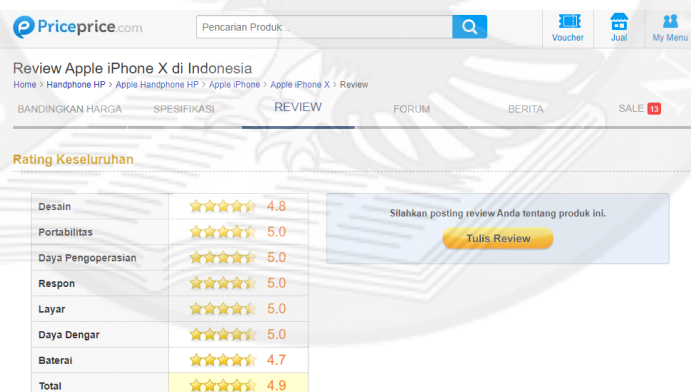 Priceprice.com
Pencarian Produk...
Voucher
Jual
My Menu
Review Apple iPhone X di Indonesia
Home > Handphone HP > Apple Handphone HP > Apple iPhone > Apple iPhone X > Review
BANDINGKAN HARGA
SPESIFIKASI
REVIEW
FORUM
BERITA
SALE 13
Rating Keseluruhan
Desain 4.8
Portabilitas 5.0
Daya Pengoperasian 5.0
Respon 5.0
Layar 5.0
Daya Dengar 5.0
Baterai 4.7
Total 4.9
Silahkan posting review Anda tentang produk ini.
Tulis Review